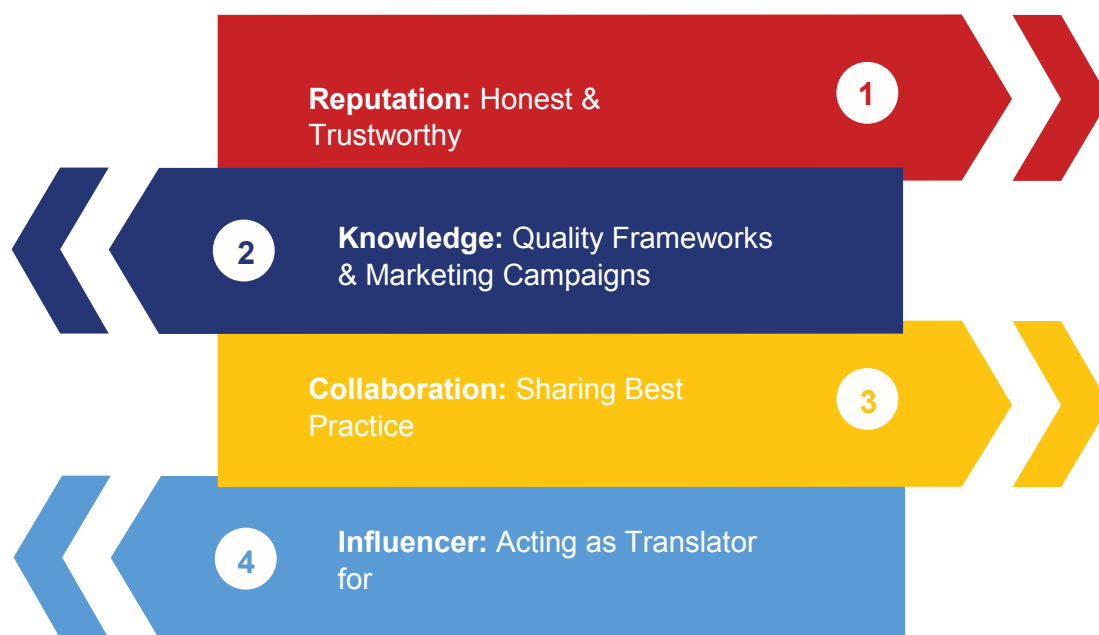 Reputation: Honest &
Trustworthy
1
2
Knowledge: Quality Frameworks
& Marketing Campaigns
Collaboration: Sharing Best
Practice
3
4
Influencer: Acting as Translator
for